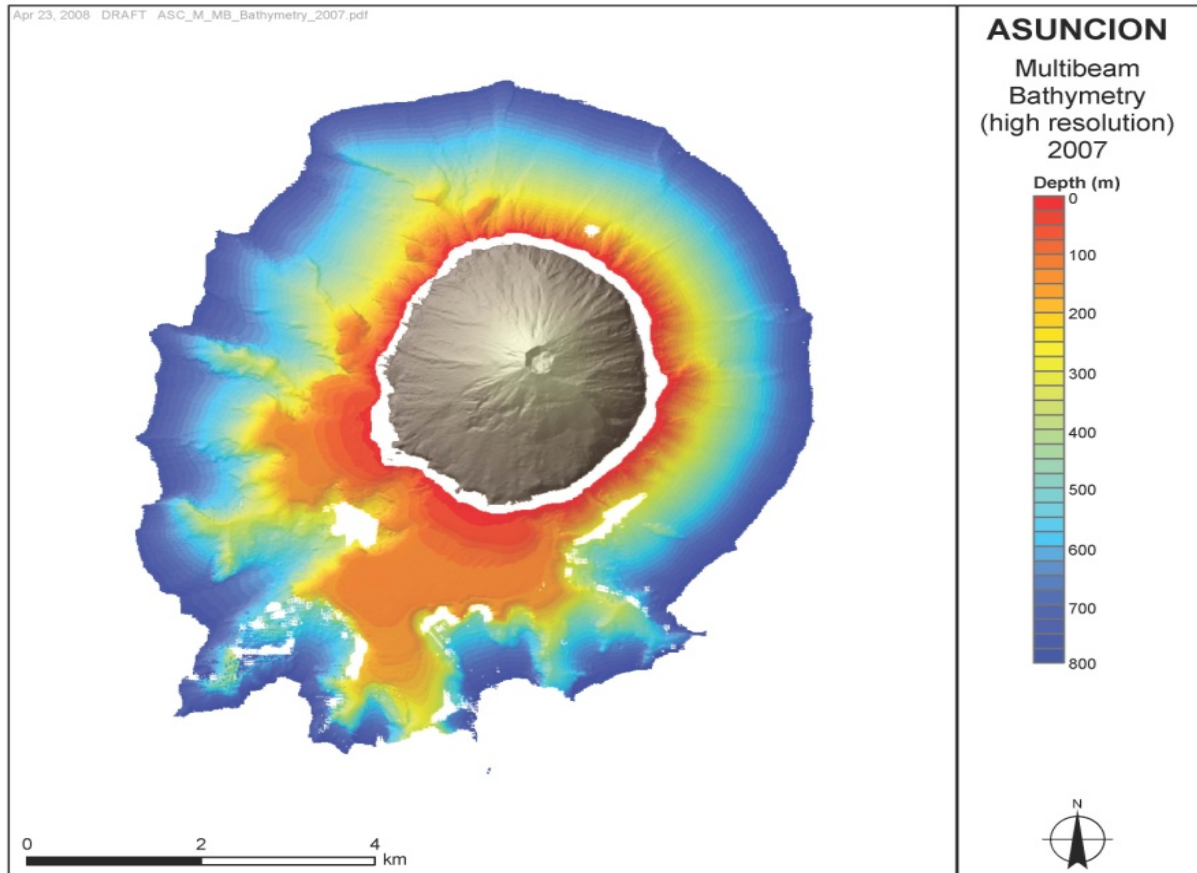 Apr 23, 2008 DRAFT ASC_M_MB_Bathymetry_2007.pdf
ASUNCION
Multibeam
Bathymetry
(high resolution)
2007
Depth (m)
0
100
200
300
400
500
600
700
800
N
0 2 4
km